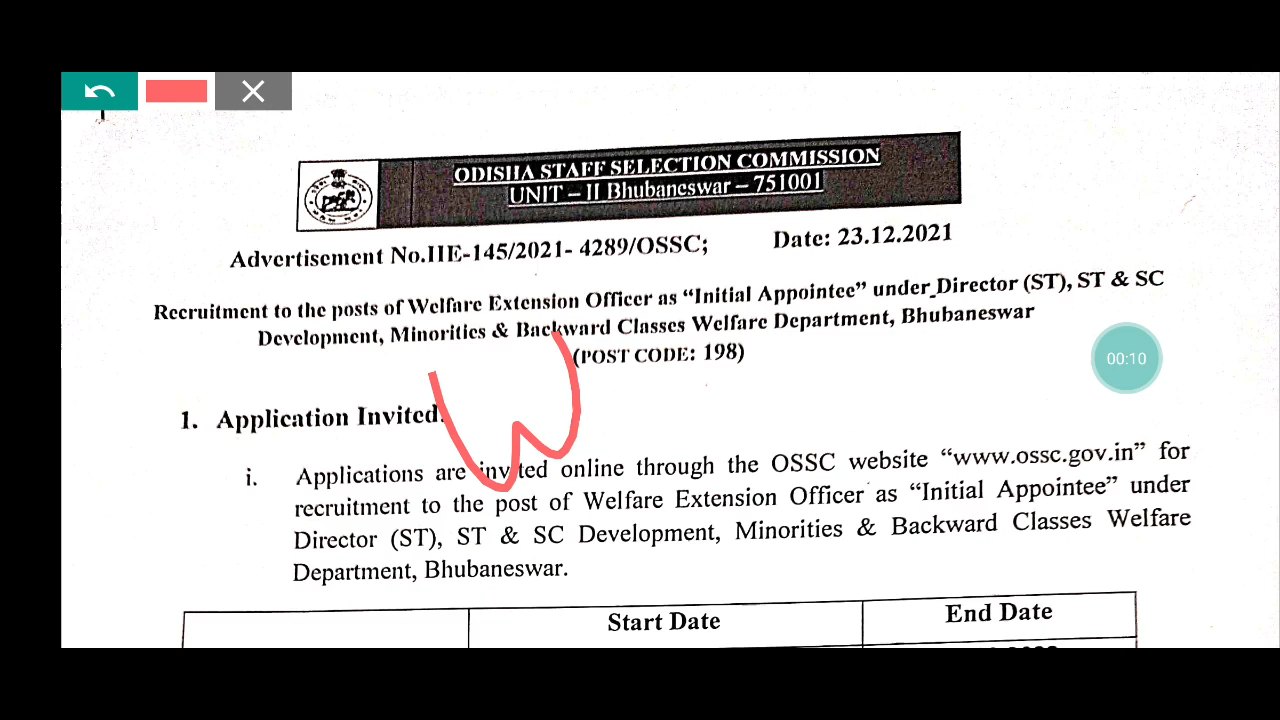 ODISHA STAFF SELECTION COMMISSION
UNIT – II Bhubaneswar – 751001
Advertisement No.IIE-145/2021- 4289/OSSC; Date: 23.12.2021
Recruitment to the posts of Welfare Extension Officer as “Initial Appointee” under Director (ST), ST & SC
Development, Minorities & Backward Classes Welfare Department, Bhubaneswar
(POST CODE: 198)
00:10
1. Application Invited.
i. Applications are invited online through the OSSC website “www.ossc.gov.in” for
recruitment to the post of Welfare Extension Officer as “Initial Appointee” under
Director (ST), ST & SC Development, Minorities & Backward Classes Welfare
Department, Bhubaneswar.
Start Date End Date